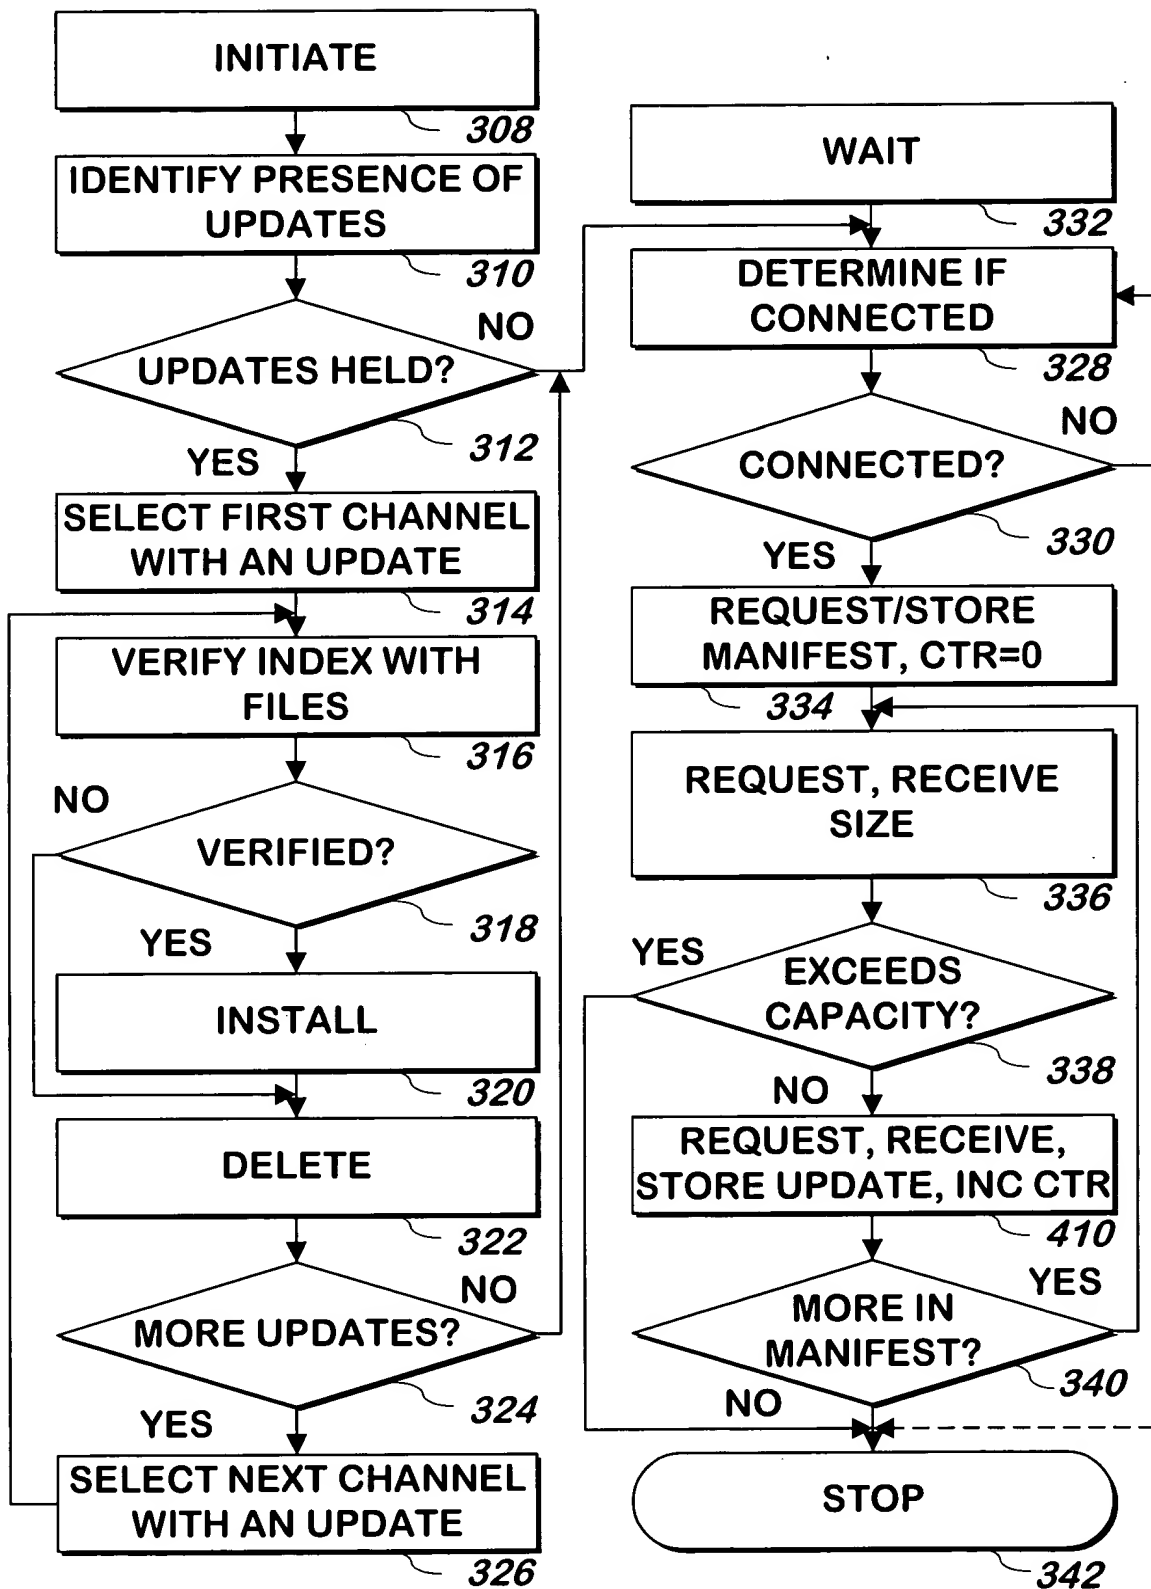 INITIATE
308
IDENTIFY PRESENCE OF
UPDATES
310
NO
UPDATES HELD?
312
YES
SELECT FIRST CHANNEL
WITH AN UPDATE
314
VERIFY INDEX WITH
FILES
316
NO
VERIFIED?
318
YES
INSTALL
320
DELETE
322
NO
MORE UPDATES?
324
YES
SELECT NEXT CHANNEL
WITH AN UPDATE
326
WAIT
332
DETERMINE IF
CONNECTED
328
NO
CONNECTED?
330
YES
REQUEST/STORE
MANIFEST, CTR=0
334
REQUEST, RECEIVE
SIZE
336
YES
EXCEEDS
CAPACITY?
338
NO
REQUEST, RECEIVE,
STORE UPDATE, INC CTR
410
YES
MORE IN
MANIFEST?
340
NO
STOP
342